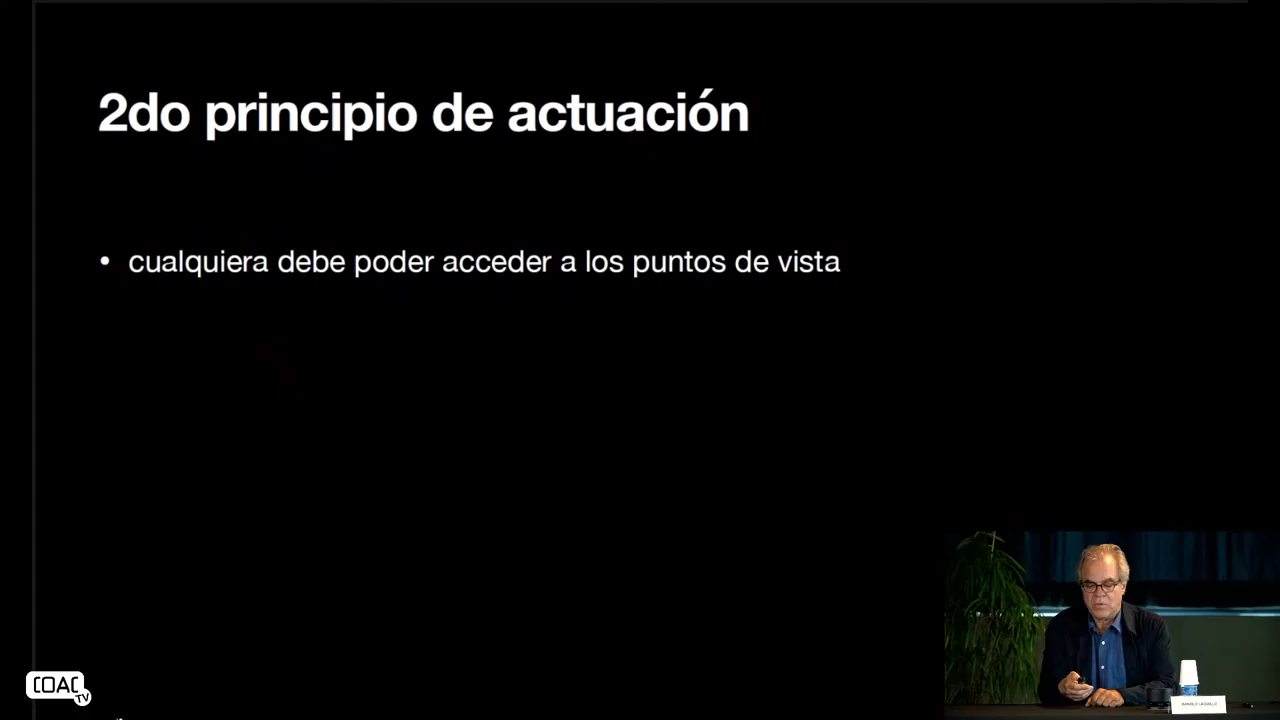 2do principio de actuación
• cualquiera debe poder acceder a los puntos de vista
COAC
TV